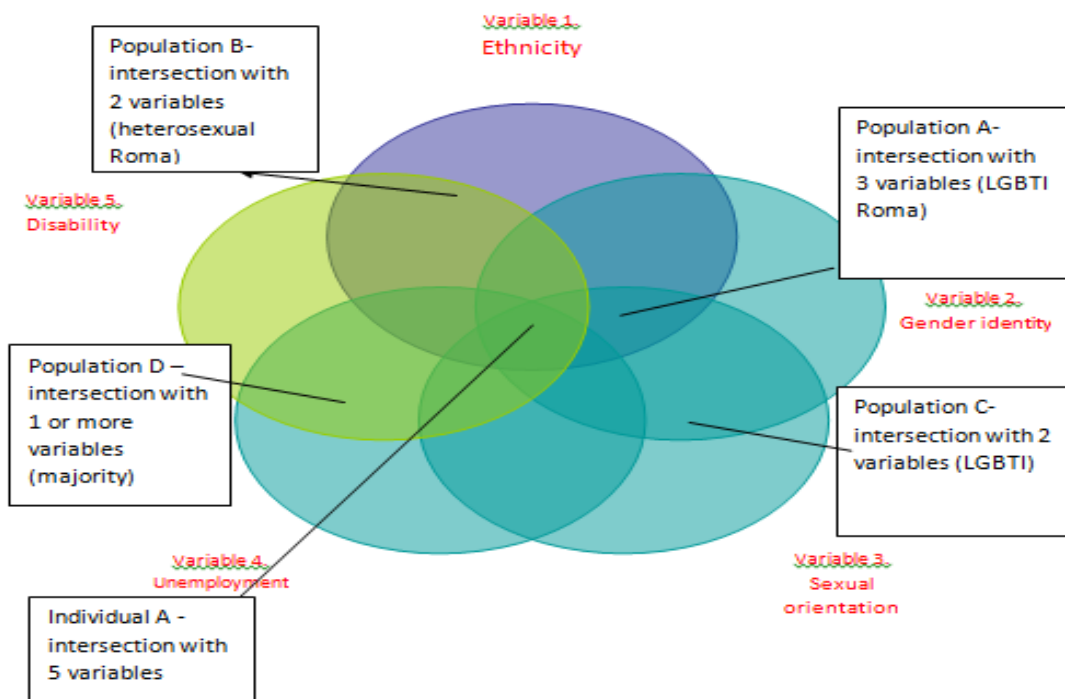 Variable 1.
Ethnicity
Population B-
intersection with
2 variables
(heterosexual
Roma)
Population A-
intersection with
3 variables (LGBTI
Roma)
Variable 5.
Disability
Variable 2.
Gender identity
Population D –
intersection with
1 or more
variables
(majority)
Population C-
intersection with 2
variables (LGBTI)
Variable 4.
Unemployment
Variable 3.
Sexual
orientation
Individual A -
intersection with
5 variables